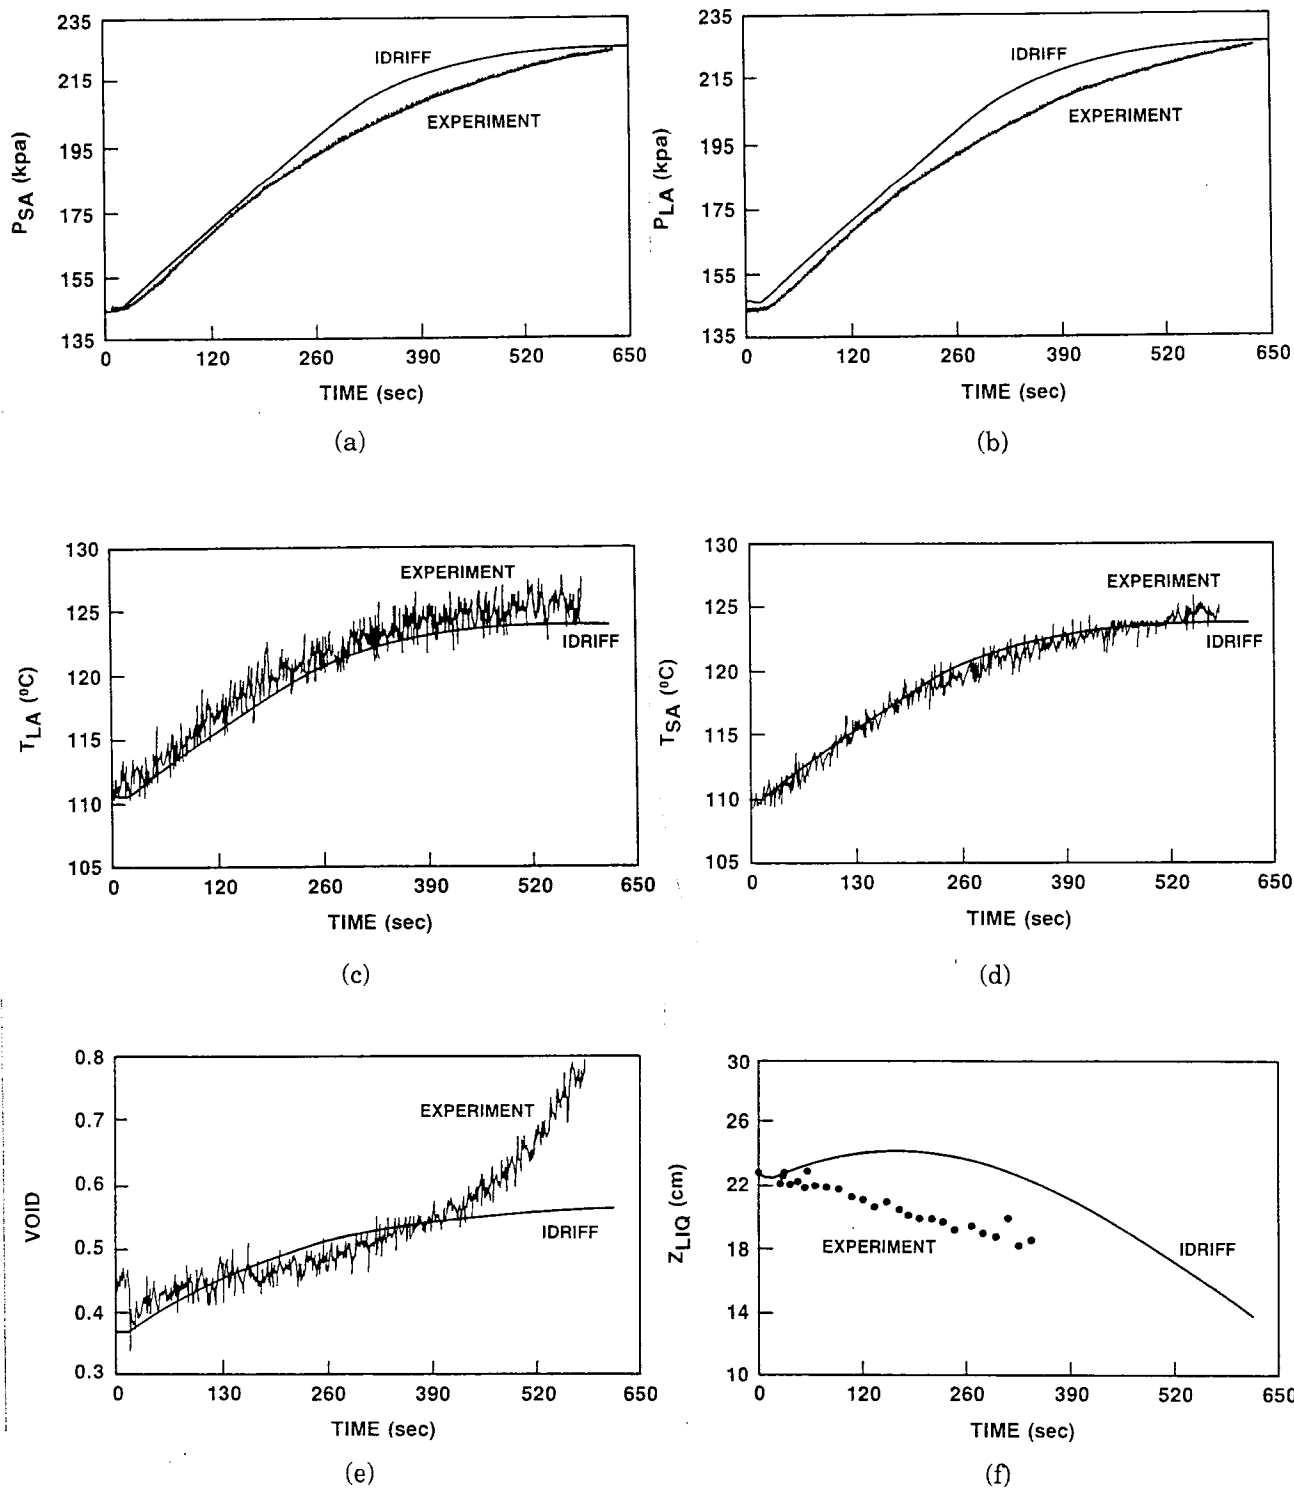 235
215
195
175
155
135
P_SA (kpa)
IDRIFF
EXPERIMENT
0 120 260 390 520 650
TIME (sec)
(a)
235
215
195
175
155
135
P_LA (kpa)
IDRIFF
EXPERIMENT
0 120 260 390 520 650
TIME (sec)
(b)
130
125
120
115
110
105
T_LA (ºC)
EXPERIMENT
IDRIFF
0 120 260 390 520 650
TIME (sec)
(c)
130
125
120
115
110
105
T_SA (ºC)
EXPERIMENT
IDRIFF
0 130 260 390 520 650
TIME (sec)
(d)
0.8
0.7
0.6
0.5
0.4
0.3
VOID
EXPERIMENT
IDRIFF
0 130 260 390 520 650
TIME (sec)
(e)
30
26
22
18
14
10
Z_LIQ (cm)
EXPERIMENT
IDRIFF
0 120 260 390 520 650
TIME (sec)
(f)